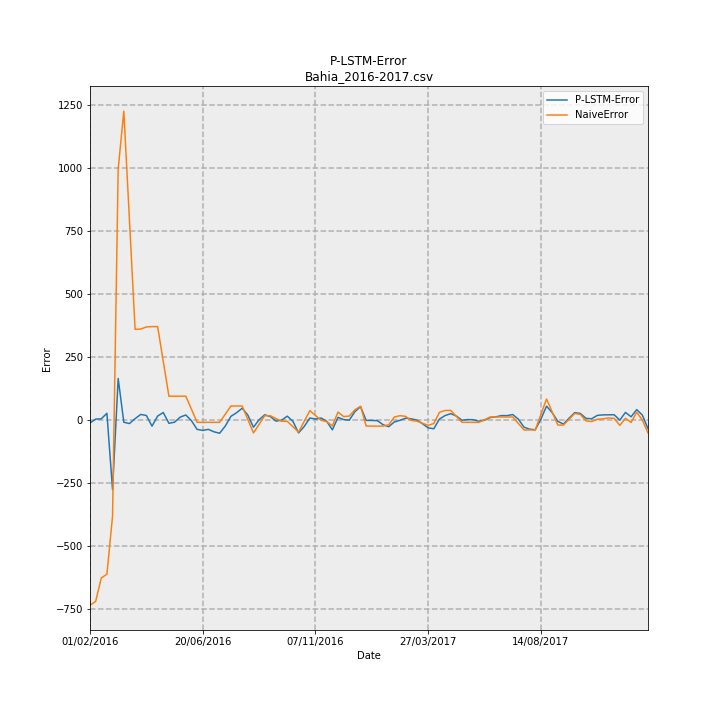 P-LSTM-Error
Bahia_2016-2017.csv
P-LSTM-Error
NaiveError
1250
1000
750
500
250
0
−250
−500
−750
Error
01/02/2016
20/06/2016
07/11/2016
27/03/2017
14/08/2017
Date